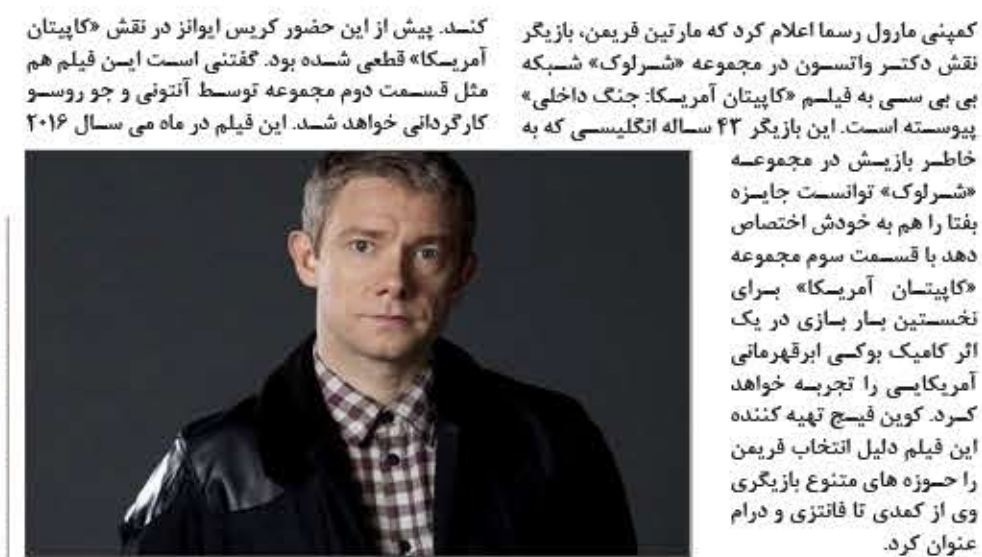 کمپنی مارول رسما اعلام کرد که مارتین فریمن، بازیگر
نقش دکتر واتسون در مجموعه «شرلوک» شبکه
بی بی سی به فیلم «کاپیتان آمریکا: جنگ داخلی»
پیوسته است. این بازیگر ۴۳ ساله انگلیسی که به
خاطر بازیش در مجموعه
«شرلوک» توانست جایزه
بفتا را هم به خودش اختصاص
دهد با قسمت سوم مجموعه
«کاپیتان آمریکا» برای
نخستین بار بازی در یک
اثر کامیک بوکی ابرقهرمانی
آمریکایی را تجربه خواهد
کرد. کوین فیج تهیه کننده
این فیلم دلیل انتخاب فریمن
را حوزه های متنوع بازیگری
وی از کمدی تا فانتزی و درام
عنوان کرد.
کند. پیش از این حضور کریس ایوانز در نقش «کاپیتان
آمریکا» قطعی شده بود. گفتنی است این فیلم هم
مثل قسمت دوم مجموعه توسط آنتونی و جو روسو
کارگردانی خواهد شد. این فیلم در ماه می سال ۲۰۱۶